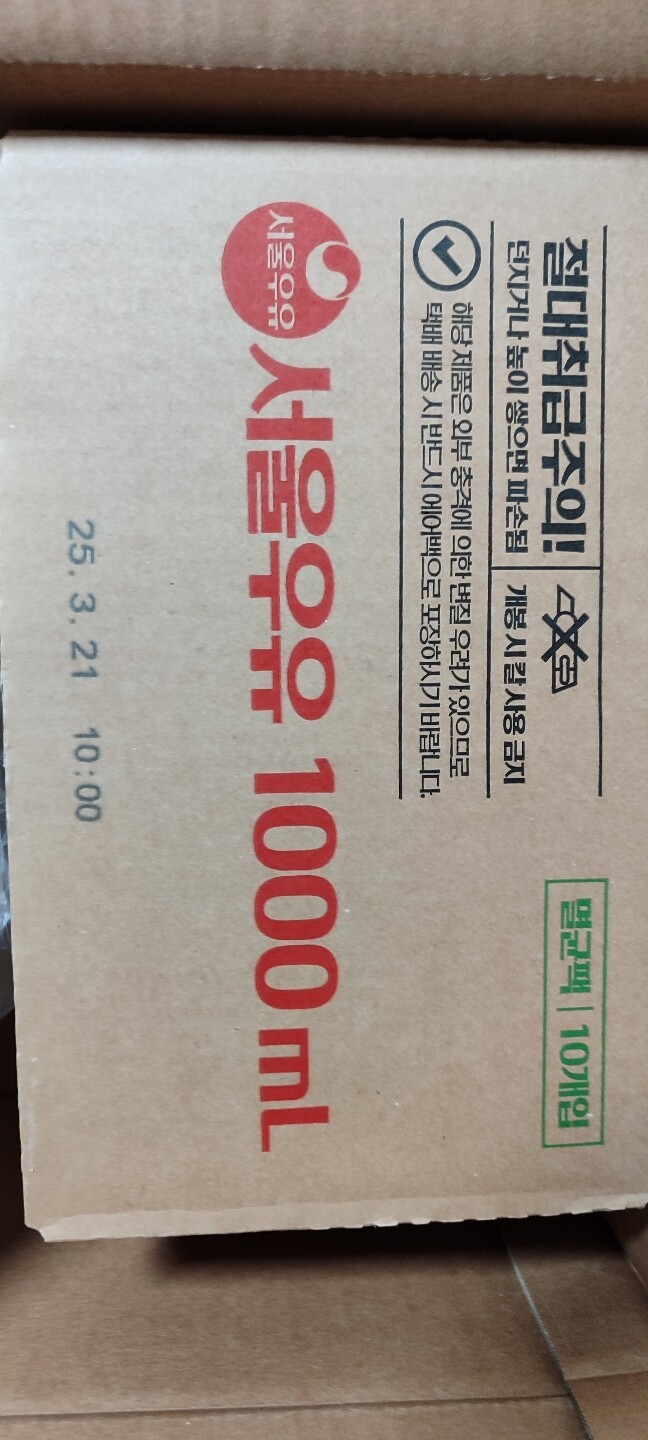 절대취급주의!
던지거나 높이 쌓으면 파손됨
개봉 시 칼 사용 금지
해당 제품은 외부 충격에 의한 변질 우려가 있으므로
택배 배송 시 반드시 에어백으로 포장하시기 바랍니다.
멸균팩 | 10개입
서울우유
서울우유 1000 mL
25.3.21 10:00